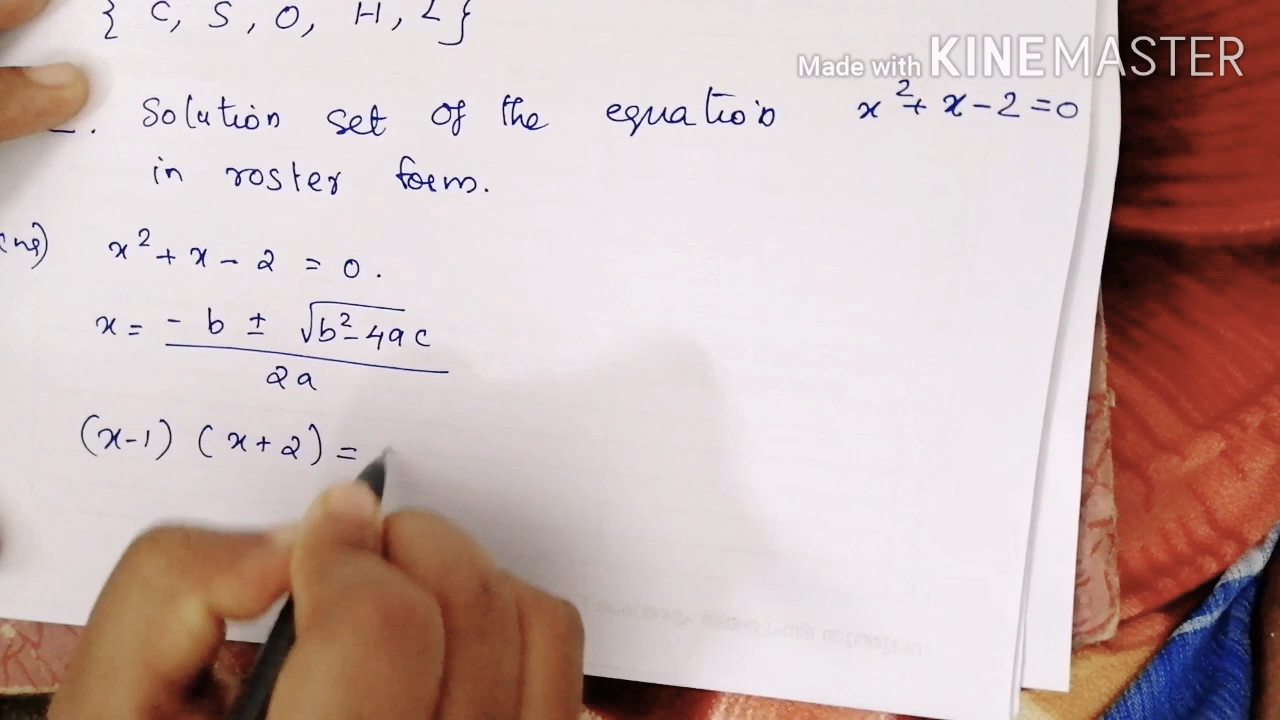 { C, S, O, H, L }
Made with KINEMASTER
Solution set of the equation x² + x - 2 = 0
in roster form.
x² + x - 2 = 0.
x = - b ± √b² - 4ac
2a
(x-1) (x+2) =